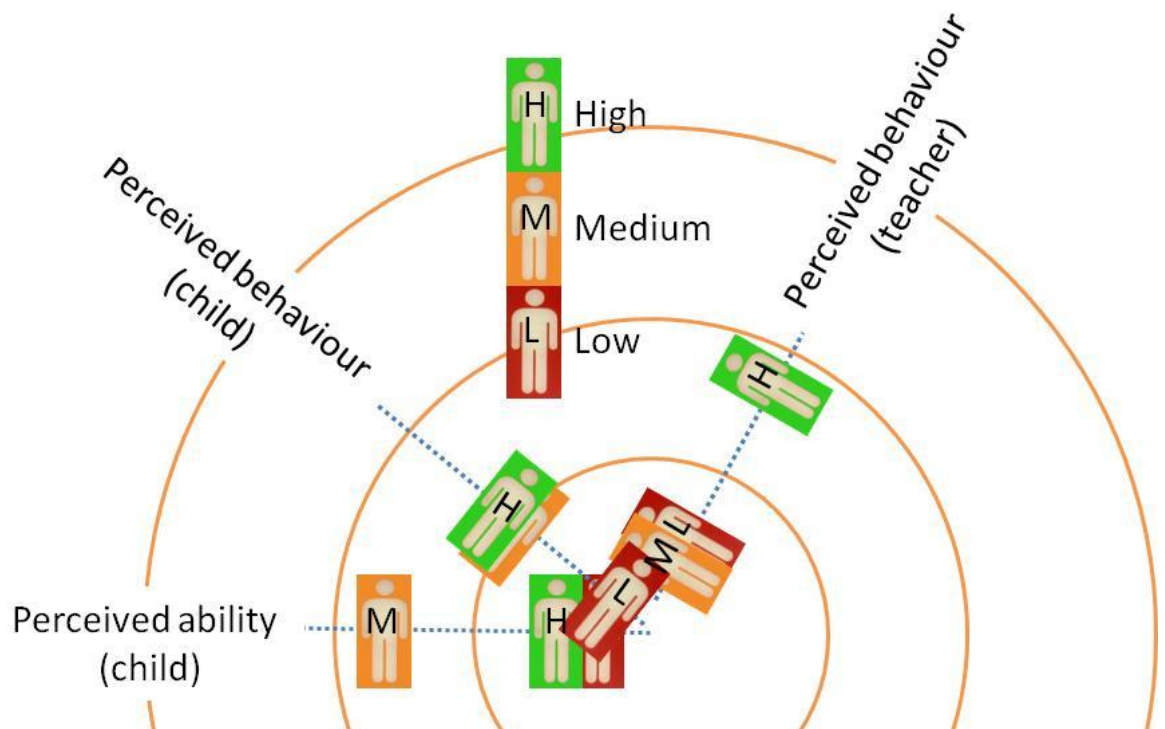 H
High
M
Medium
L
Low
Perceived behaviour
(child)
Perceived behaviour
(teacher)
H
H
L
M
L
M
H
Perceived ability
(child)